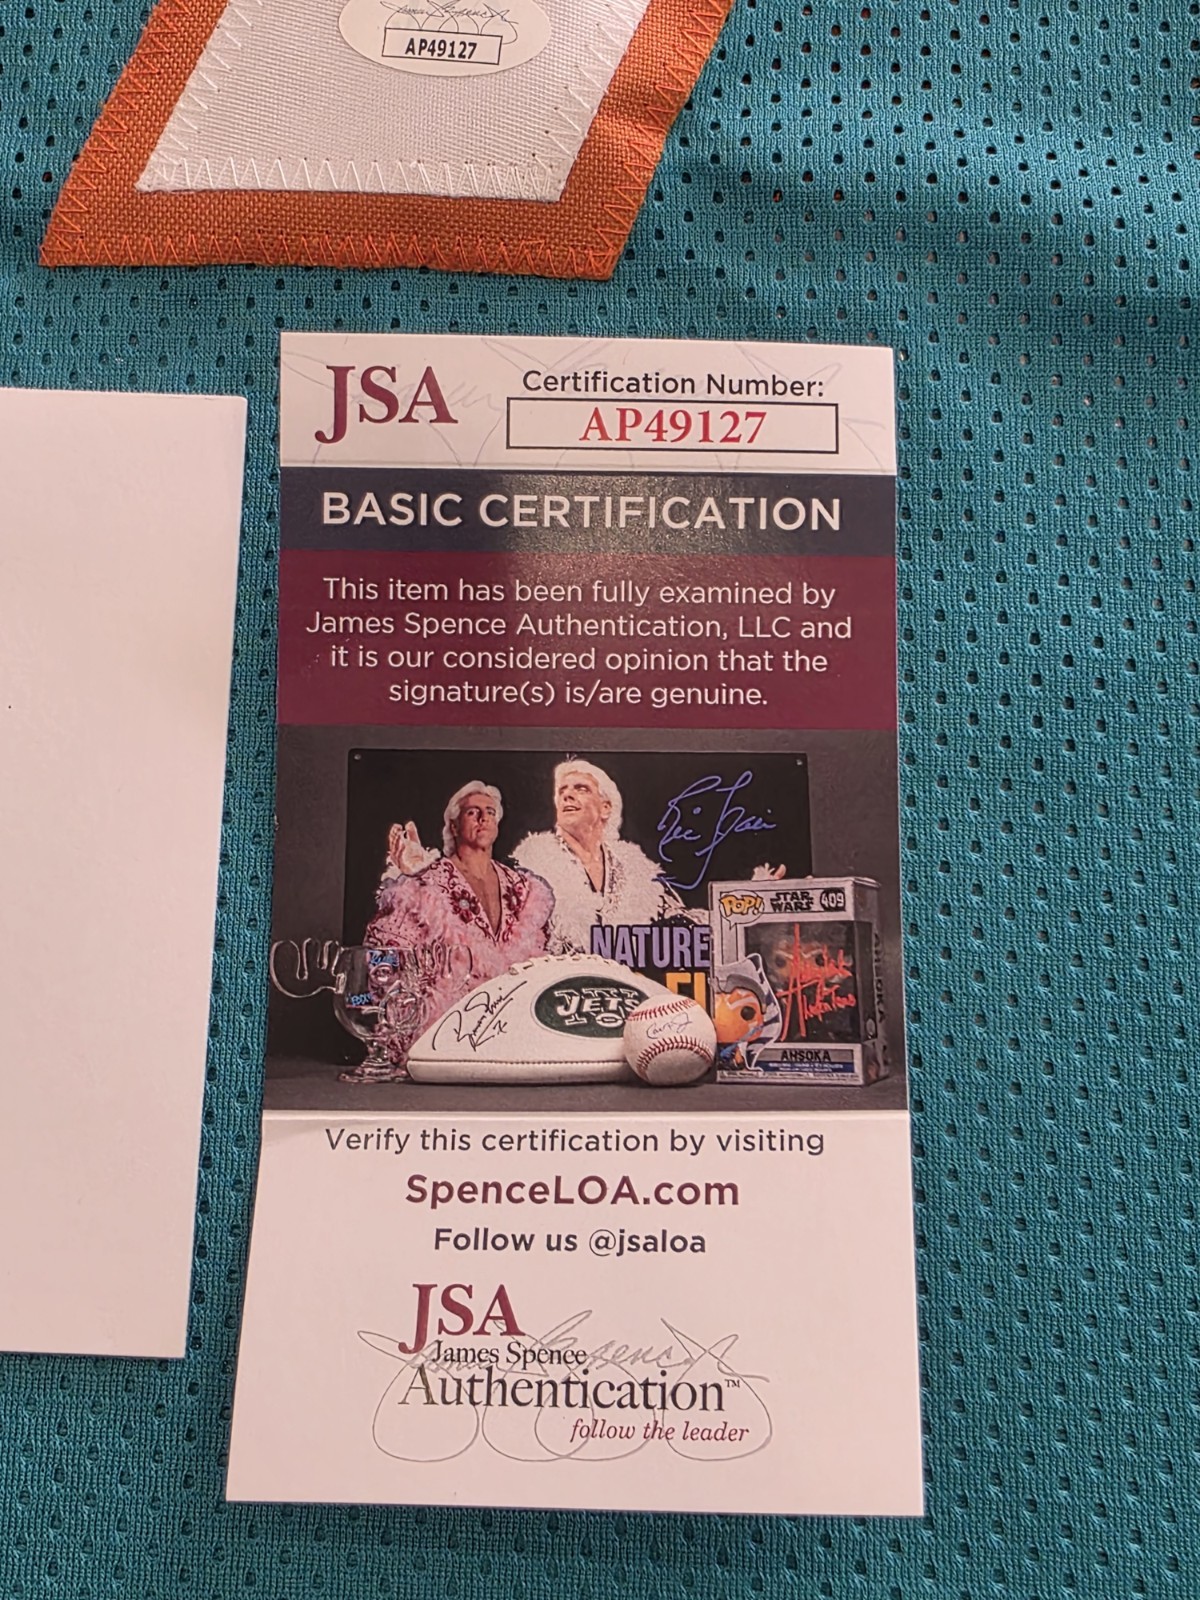 AP49127
JSA
Certification Number:
AP49127
BASIC CERTIFICATION
This item has been fully examined by
James Spence Authentication, LLC and
it is our considered opinion that the
signature(s) is/are genuine.
Ric Flair
POP!
STAR
WARS
409
NATURE
JETS
AHSOKA
Verify this certification by visiting
SpenceLOA.com
Follow us @jsaloa
JSA
James Spence
Authentication™
follow the leader